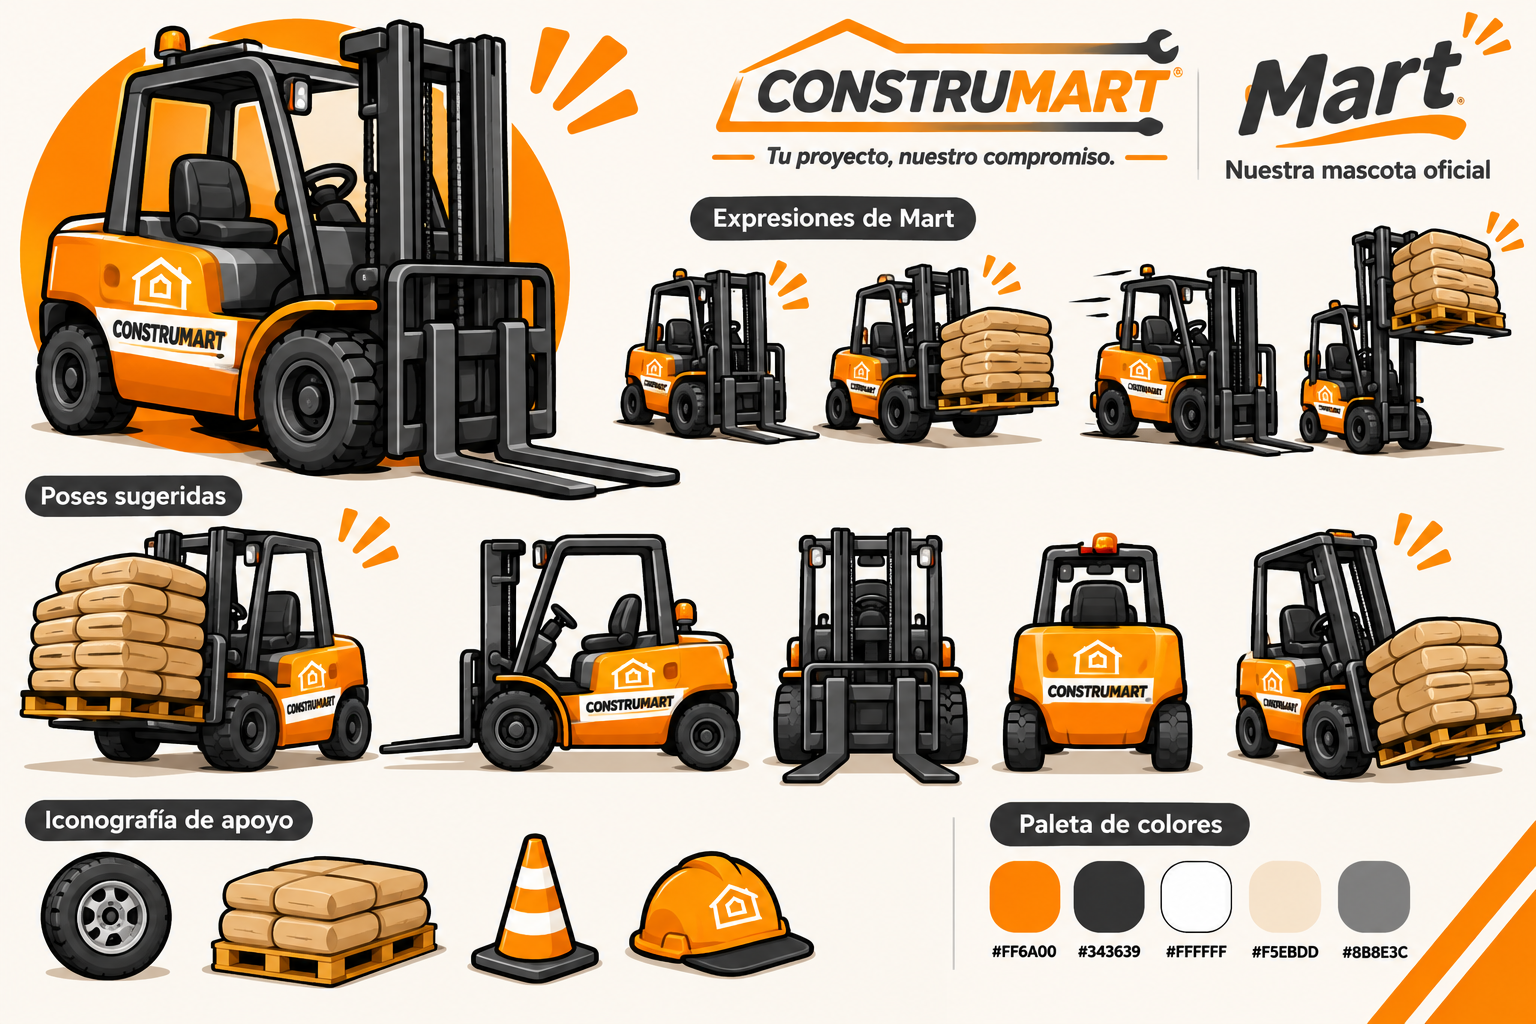 CONSTRUMART®
Tu proyecto, nuestro compromiso.
Mart®
Nuestra mascota oficial
Expresiones de Mart
CONSTRUMART
Poses sugeridas
CONSTRUMART
CONSTRUMART
CONSTRUMART
Iconografía de apoyo
Paleta de colores
#FF6A00 #343639 #FFFFFF #F5EBDD #8B8E3C